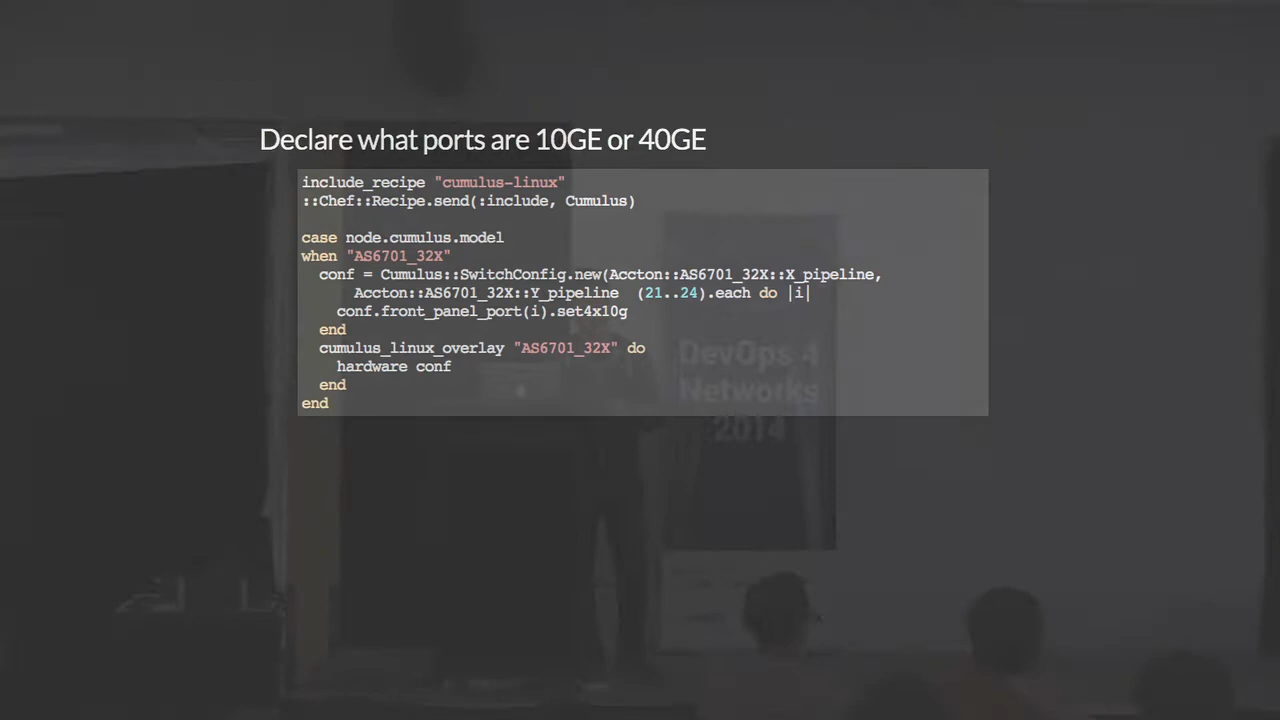 Declare what ports are 10GE or 40GE
include_recipe "cumulus-linux"
::Chef::Recipe.send(:include, Cumulus)
case node.cumulus.model
when "AS6701_32X"
conf = Cumulus::SwitchConfig.new(Accton::AS6701_32X::X_pipeline,
Accton::AS6701_32X::Y_pipeline (21..24).each do |i|
conf.front_panel_port(i).set4x10g
end
cumulus_linux_overlay "AS6701_32X" do
hardware conf
end
end
DevOps 4
Networks
2014